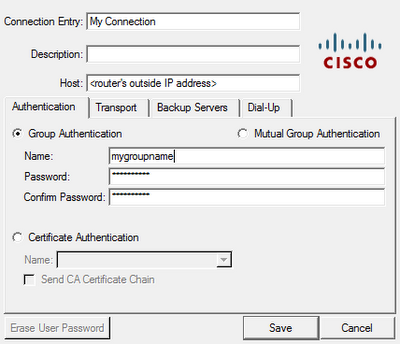 Connection Entry: My Connection
Description:
Host: <router's outside IP address>
CISCO
Authentication Transport Backup Servers Dial-Up
Group Authentication Mutual Group Authentication
Name: mygroupname
Password: **********
Confirm Password: **********
Certificate Authentication
Name:
Send CA Certificate Chain
Erase User Password Save Cancel